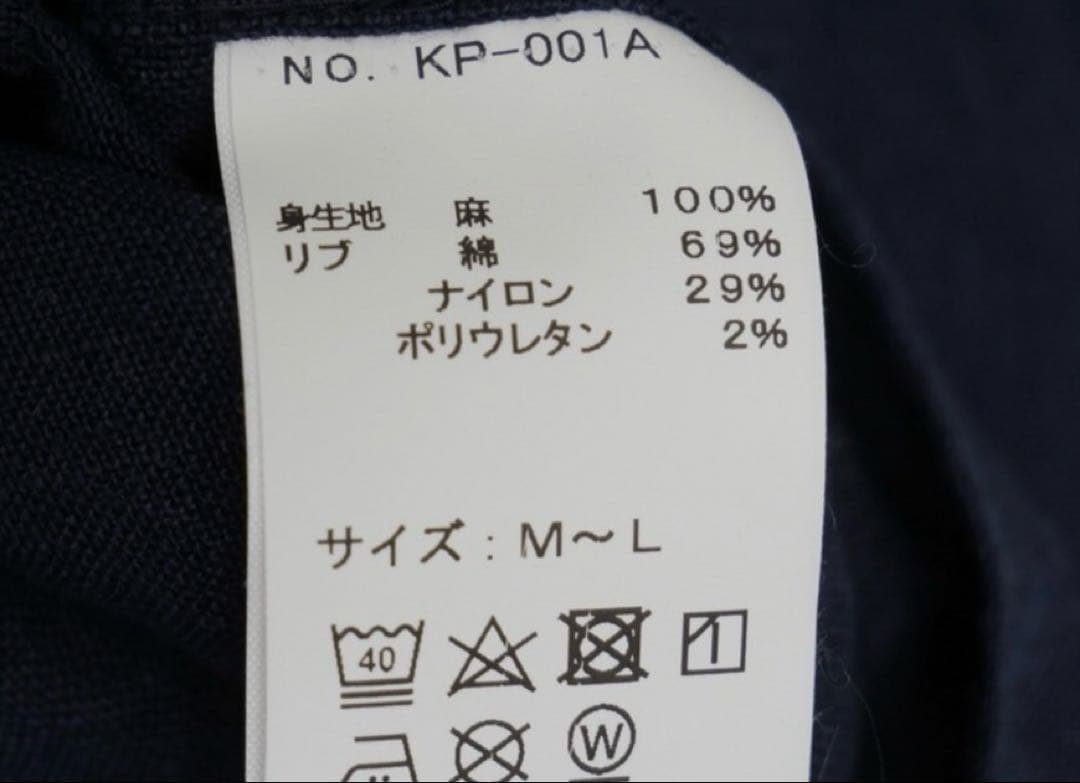 NO. KP-001A
身生地 麻 100%
リブ 綿 69%
ナイロン 29%
ポリウレタン 2%
サイズ：M～L
40
W